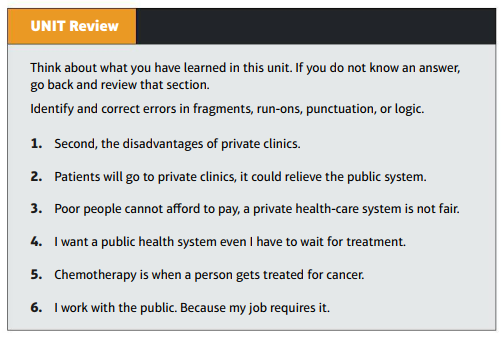 UNIT Review
Think about what you have learned in this unit. If you do not know an answer,
go back and review that section.
Identify and correct errors in fragments, run-ons, punctuation, or logic.
1. Second, the disadvantages of private clinics.
2. Patients will go to private clinics, it could relieve the public system.
3. Poor people cannot afford to pay, a private health-care system is not fair.
4. I want a public health system even I have to wait for treatment.
5. Chemotherapy is when a person gets treated for cancer.
6. I work with the public. Because my job requires it.